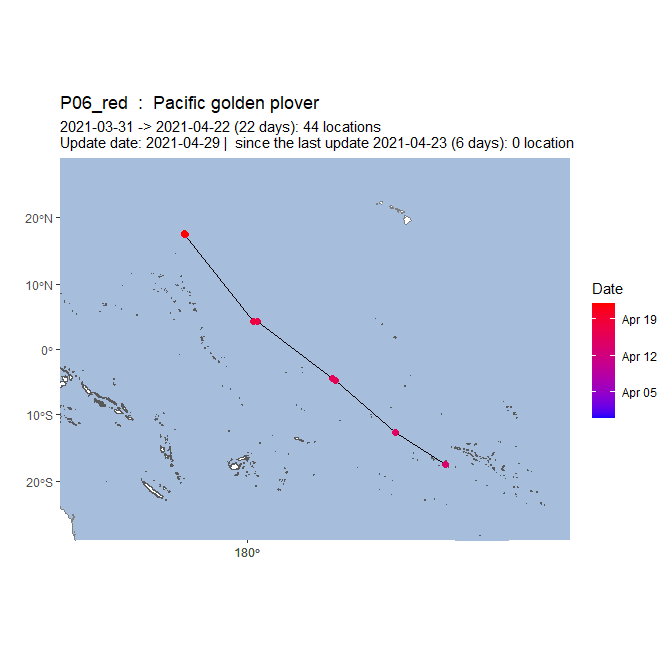 P06_red  :  Pacific golden plover
2021-03-31 -> 2021-04-22 (22 days): 44 locations
Update date: 2021-04-29 |  since the last update 2021-04-23 (6 days): 0 location
20°N
10°N
0°
10°S
20°S
180°
Date
Apr 19
Apr 12
Apr 05